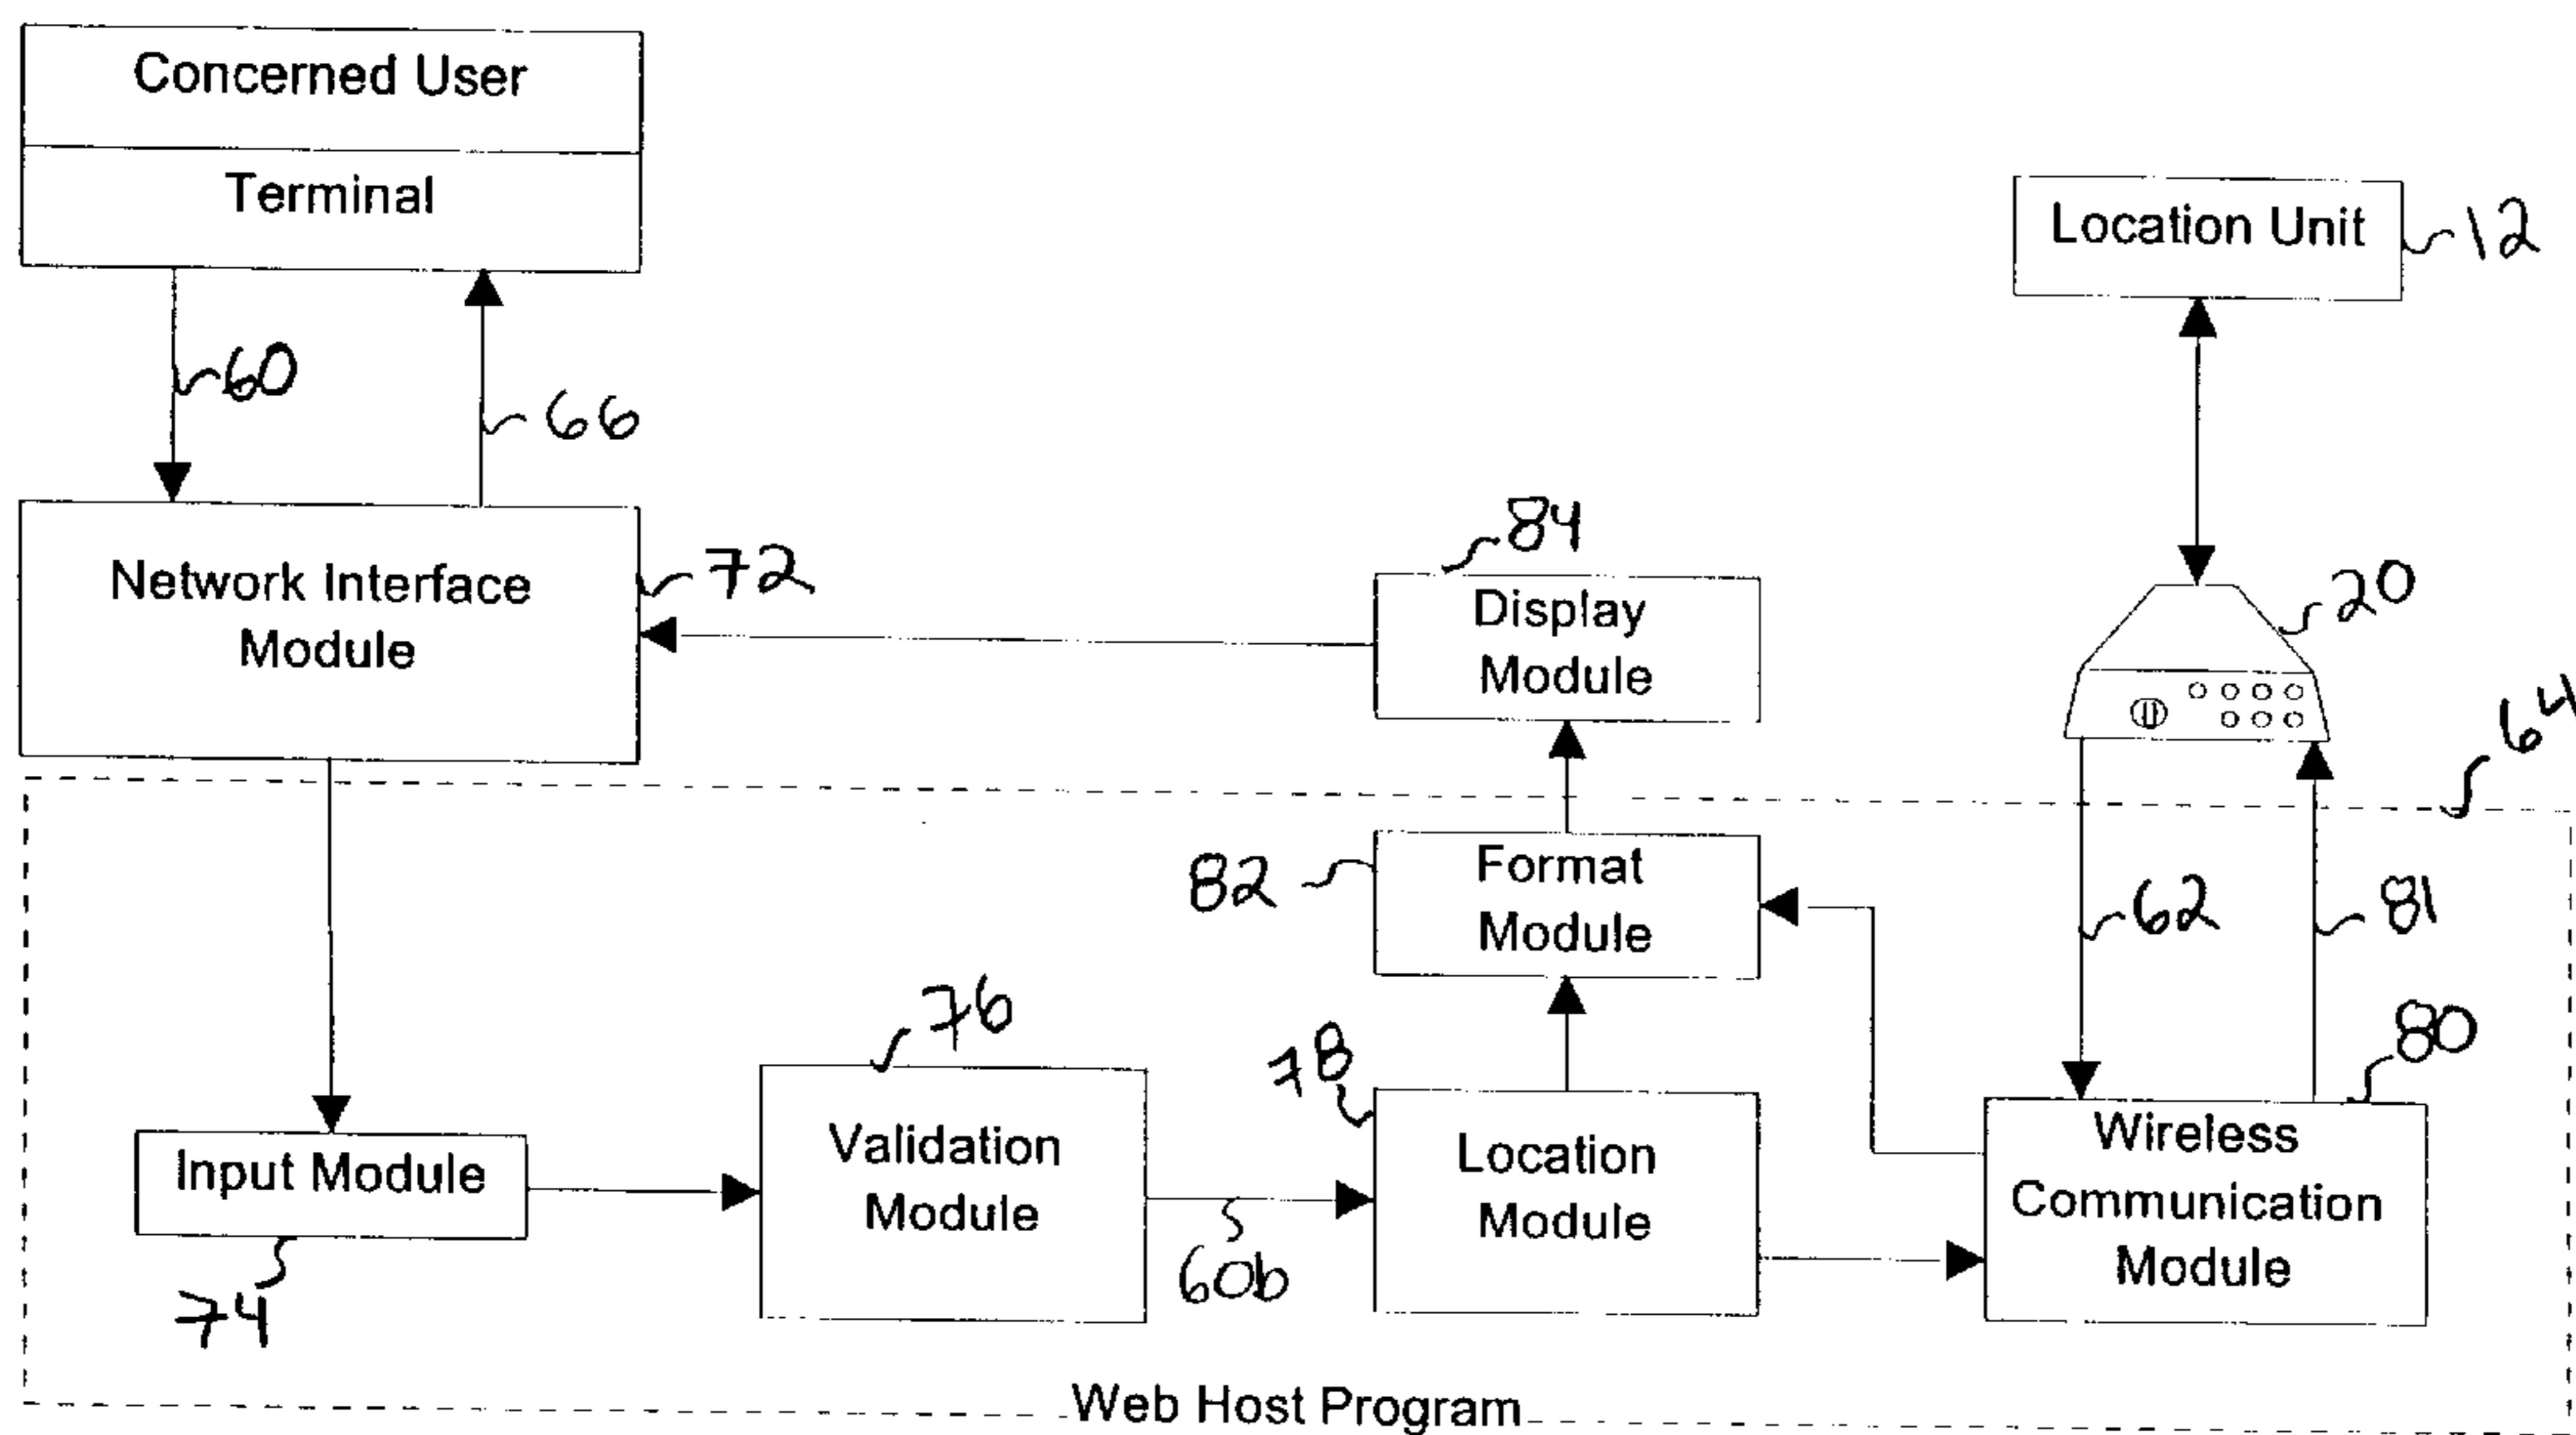 Concerned User
Terminal
Location Unit
12
60
66
Network Interface
Module
72
84
Display
Module
20
64
82
Format
Module
62
81
76
78
80
Input Module
74
Validation
Module
60b
Location
Module
Wireless
Communication
Module
Web Host Program